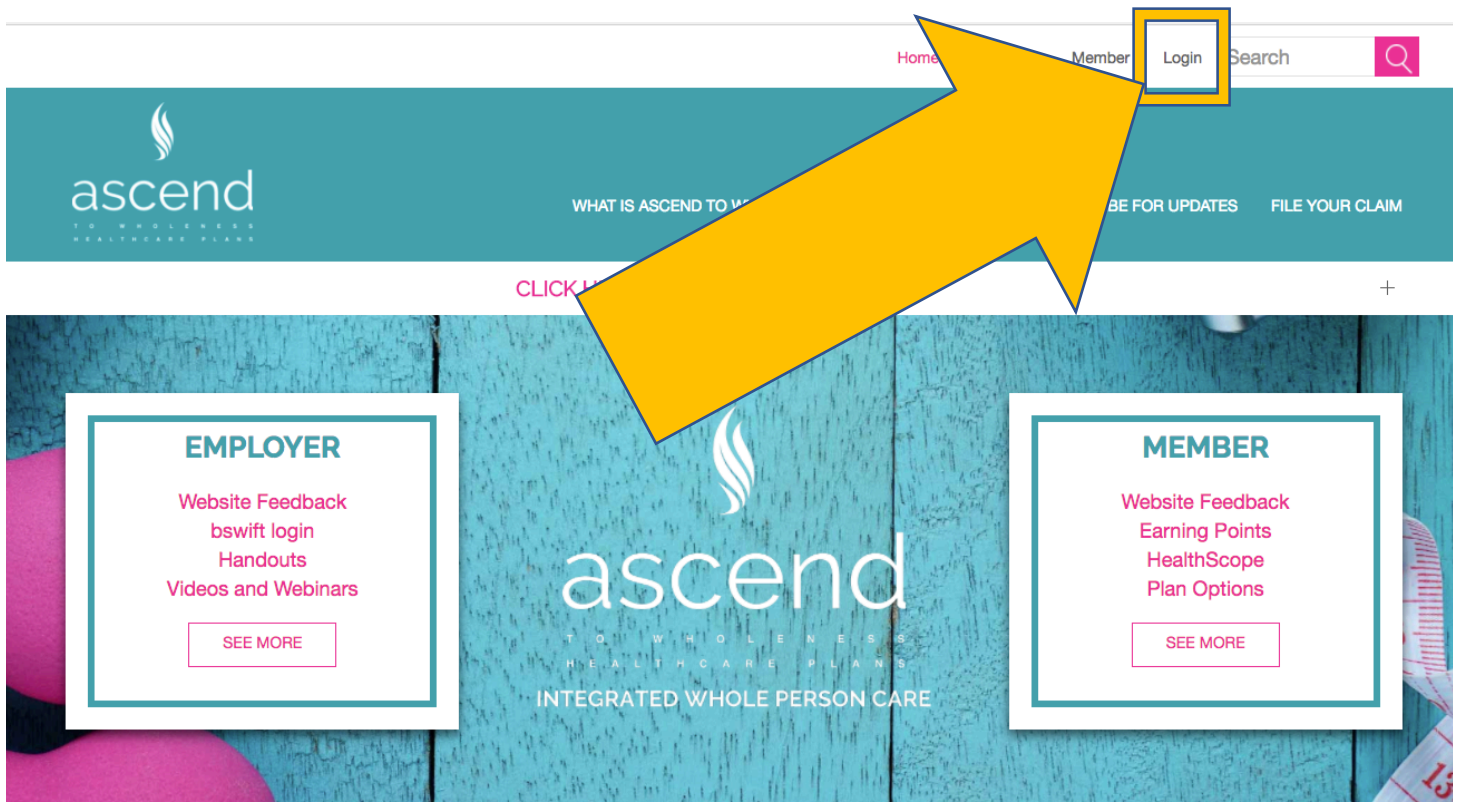 Home Member Login Search
ascend
TO WHOLENESS
HEALTHCARE PLANS
WHAT IS ASCEND TO BE FOR UPDATES FILE YOUR CLAIM
CLICK +
EMPLOYER
Website Feedback
bswift login
Handouts
Videos and Webinars
SEE MORE
ascend
TO WHOLENESS
HEALTHCARE PLANS
INTEGRATED WHOLE PERSON CARE
MEMBER
Website Feedback
Earning Points
HealthScope
Plan Options
SEE MORE
13